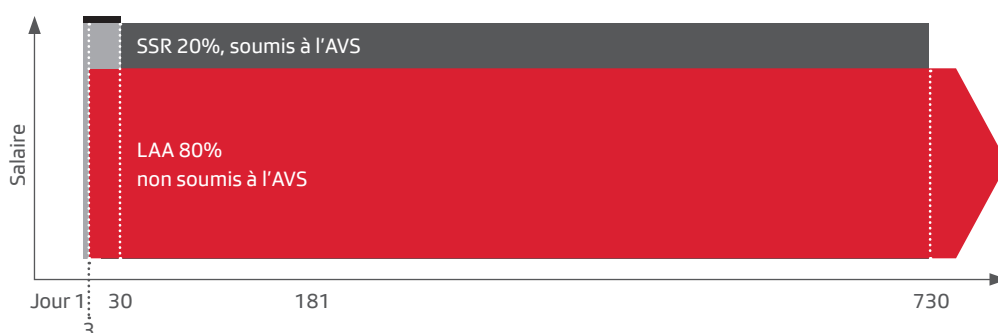 SSR 20%, soumis à l'AVS
LAA 80%
non soumis à l'AVS
Salaire
Jour 1 30 181 730
3